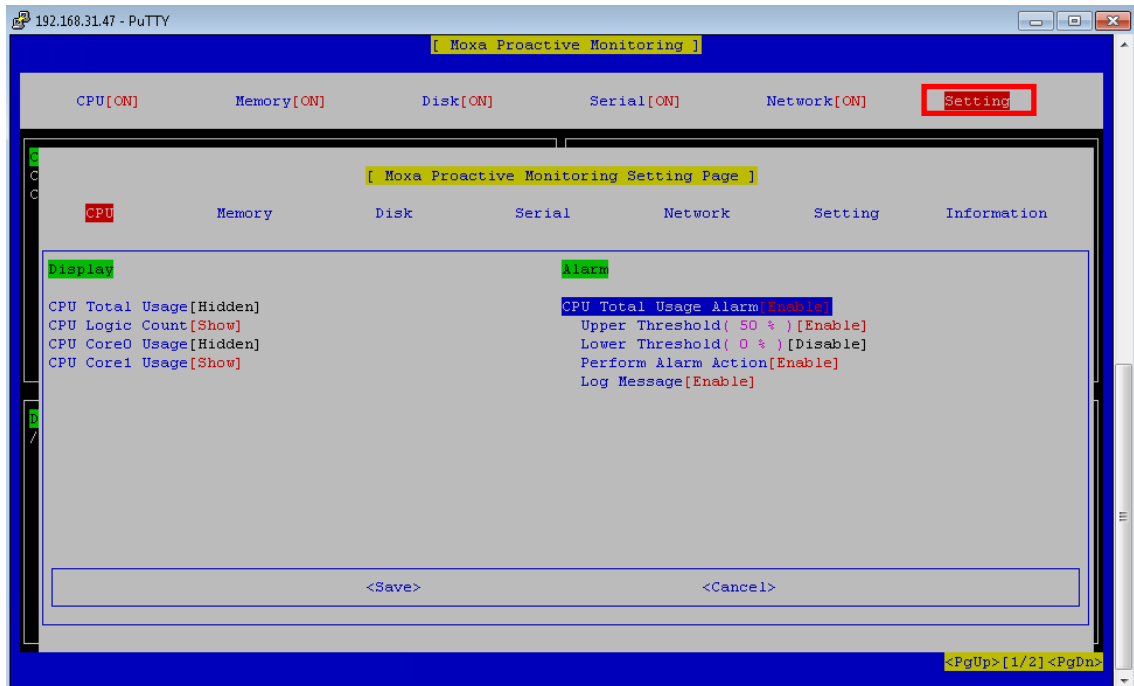 192.168.31.47 - PuTTY
[ Moxa Proactive Monitoring ]
CPU[ON] Memory[ON] Disk[ON] Serial[ON] Network[ON] Setting
C
C
C
[ Moxa Proactive Monitoring Setting Page ]
CPU Memory Disk Serial Network Setting Information
Display Alarm
CPU Total Usage[Hidden] CPU Total Usage Alarm[Enable]
CPU Logic Count[Show] Upper Threshold( 50 % )[Enable]
CPU Core0 Usage[Hidden] Lower Threshold( 0 % )[Disable]
CPU Core1 Usage[Show] Perform Alarm Action[Enable]
Log Message[Enable]
D
/
<Save> <Cancel>
<PgUp>[1/2]<PgDn>